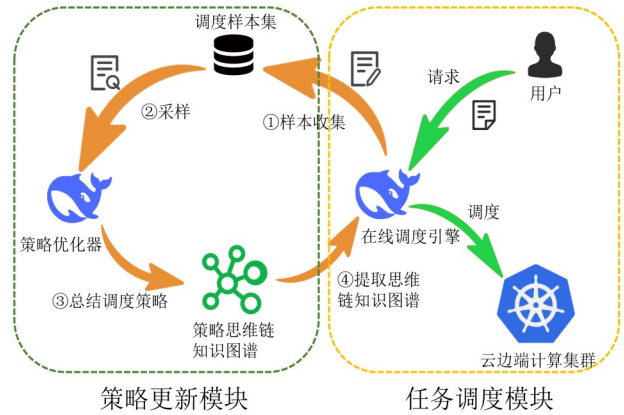 调度样本集
②采样
①样本收集
请求
用户
策略优化器
在线调度引擎
调度
③总结调度策略
策略思维链
知识图谱
④提取思维
链知识图谱
云边端计算集群
策略更新模块
任务调度模块